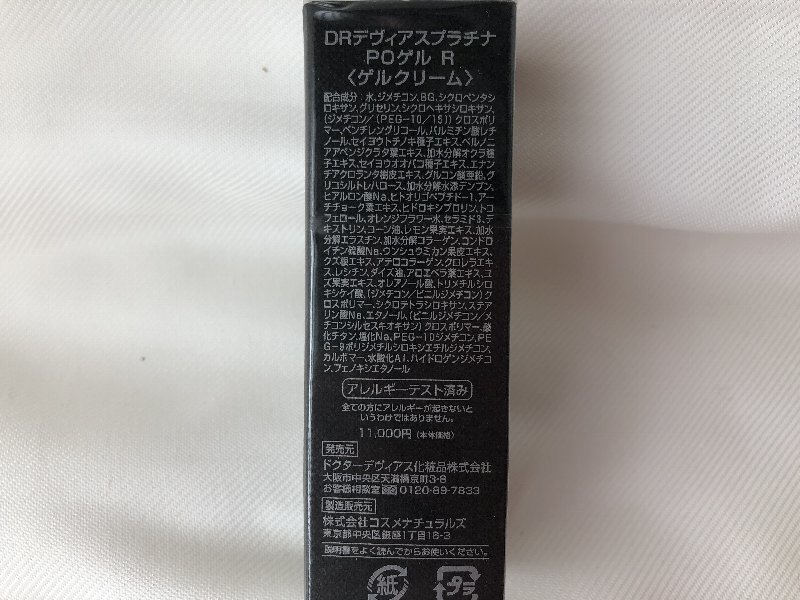 DRデヴィアスプラチナ
POゲル R
〈ゲルクリーム〉
配合成分：水、ジメチコン、BG、シクロペンタシ
ロキサン、グリセリン、シクロヘキサシロキサン、
(ジメチコン/(PEG-10/15))クロスポリ
マー、ペンチレングリコール、パルミチン酸レチ
ノール、セイヨウトチノキ種子エキス、ベルノニ
アアペンジクラタ葉エキス、加水分解オクラ種
子エキス、セイヨウオオバコ種子エキス、エナン
チアクロランタ樹皮エキス、グルコン酸亜鉛、グ
リコシルトレハロース、加水分解水添デンプン、
ヒアルロン酸Na、ヒトオリゴペプチド-1、アー
チチョーク葉エキス、ヒドロキシプロリン、トコ
フェロール、オレンジフラワー水、セラミド3、デ
キストリン、コーン油、レモン果実エキス、加水
分解エラスチン、加水分解コラーゲン、コンドロ
イチン硫酸Na、ウンシュウミカン果皮エキス、
クズ根エキス、アテロコラーゲン、クロレラエキ
ス、レシチン、ダイズ油、アロエベラ葉エキス、ユ
ズ果実エキス、オレアノール酸、トリメチルシロ
キシケイ酸、(ジメチコン/ビニルジメチコン)ク
ロスポリマー、シクロテトラシロキサン、ステア
リン酸Na、エタノール、(ビニルジメチコン/メ
チコンシルセスキオキサン)クロスポリマー、酸
化チタン、塩化Na、PEG-10ジメチコン、PE
G-9ポリジメチルシロキシエチルジメチコン、
カルボマー、水酸化Al、ハイドロゲンジメチコ
ン、フェノキシエタノール
アレルギーテスト済み
全ての方にアレルギーが起きないと
いうわけではありません。
11,000円（本体価格）
発売元
ドクターデヴィアス化粧品株式会社
大阪市中央区天満橋京町3-8
お客様相談室 0120-89-7833
製造販売元
株式会社コスメナチュラルズ
東京都中央区銀座1丁目16-3
説明書をよく読んでからお使いください。
紙 プラ